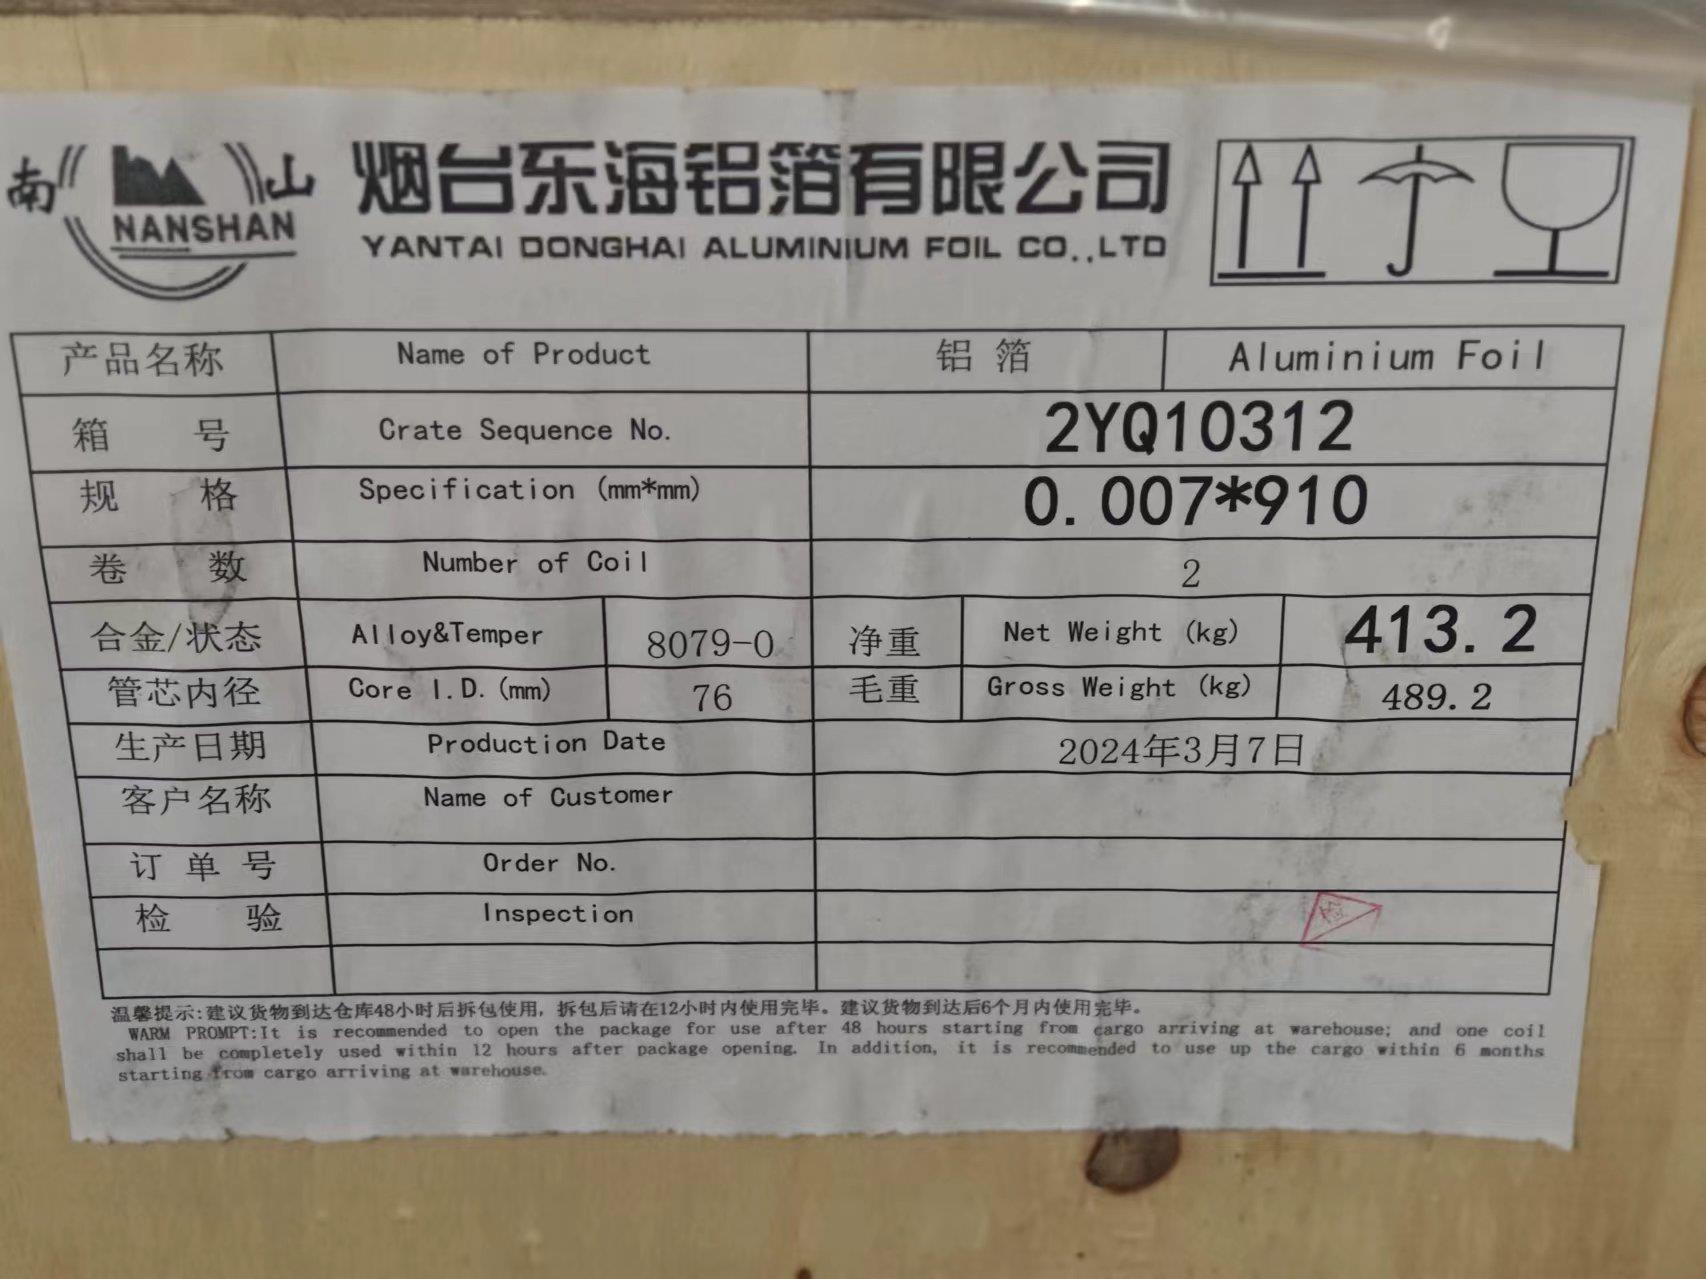 南 山
NANSHAN
烟台东海铝箔有限公司
YANTAI DONGHAI ALUMINIUM FOIL CO.,LTD
产品名称 Name of Product 铝 箔 Aluminium Foil
箱 号 Crate Sequence No. 2YQ10312
规 格 Specification (mm*mm) 0.007*910
卷 数 Number of Coil 2
合金/状态 Alloy&Temper 8079-0 净重 Net Weight (kg) 413.2
管芯内径 Core I.D.(mm) 76 毛重 Gross Weight (kg) 489.2
生产日期 Production Date 2024年3月7日
客户名称 Name of Customer
订 单 号 Order No.
检 验 Inspection 检
温馨提示:建议货物到达仓库48小时后拆包使用，拆包后请在12小时内使用完毕。建议货物到达后6个月内使用完毕。
WARM PROMPT:It is recommended to open the package for use after 48 hours starting from cargo arriving at warehouse; and one coil
shall be completely used within 12 hours after package opening. In addition, it is recommended to use up the cargo within 6 months
starting from cargo arriving at warehouse.